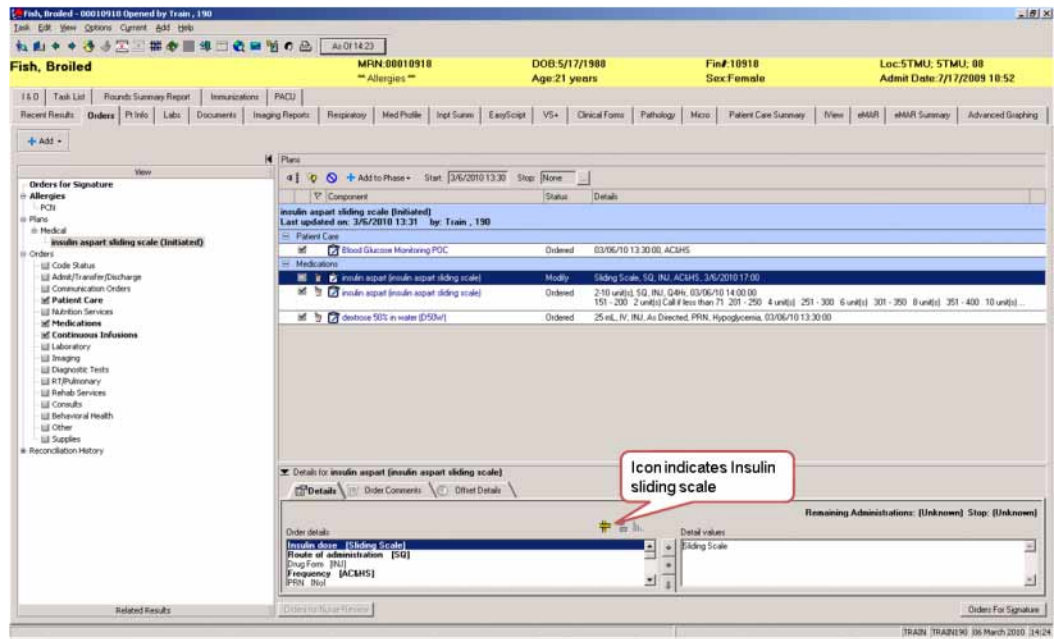 Fish, Broiled - 00010918 Opened by Train , 190
Task Edit View Options Current Add Help
As Of 14:23
Fish, Broiled MRN:00010918 DOB:5/17/1988 Fin#:10918 Loc:5TMU; 5TMU; 08
** Allergies ** Age:21 years Sex:Female Admit Date:7/17/2009 10:52
I & O Task List Rounds Summary Report Immunizations PACU
Recent Results Orders Pt Info Labs Documents Imaging Reports Respiratory Med Profile Inpt Summ EasyScript VS+ Clinical Forms Pathology Micro Patient Care Summary IView eMAR eMAR Summary Advanced Graphing
Add
View
Orders for Signature
Allergies
PCN
Plans
Medical
insulin aspart sliding scale (Initiated)
Orders
Code Status
Admit/Transfer/Discharge
Communication Orders
Patient Care
Nutrition Services
Medications
Continuous Infusions
Laboratory
Imaging
Diagnostic Tests
RT/Pulmonary
Rehab Services
Consults
Behavioral Health
Other
Supplies
Reconciliation History
Related Results
Plans
Add to Phase Start: 3/6/2010 13:30 Stop: None ...
Component Status Details
insulin aspart sliding scale (Initiated)
Last updated on: 3/6/2010 13:31 by: Train , 190
Patient Care
Blood Glucose Monitoring POC Ordered 03/06/10 13:30:00, AC&HS
Medications
insulin aspart (insulin aspart sliding scale) Modify Sliding Scale, SQ, INJ, AC&HS, 3/6/2010 17:00
insulin aspart (insulin aspart sliding scale) Ordered 2-10 unit(s), SQ, INJ, Q4Hr, 03/06/10 14:00:00
151 - 200 2 unit(s) Call if less than 71 201 - 250 4 unit(s) 251 - 300 6 unit(s) 301 - 350 8 unit(s) 351 - 400 10 unit(s) ...
dextrose 50% in water (D50W) Ordered 25 mL, IV, INJ, As Directed, PRN, Hypoglycemia, 03/06/10 13:30:00
Icon indicates Insulin
sliding scale
Details for insulin aspart (insulin aspart sliding scale)
Details Order Comments Offset Details
Remaining Administrations: (Unknown) Stop: (Unknown)
Order details Detail values
Insulin dose [Sliding Scale] Sliding Scale
Route of administration [SQ]
Drug Form [INJ]
Frequency [AC&HS]
PRN [No]
Orders for Nurse Review Orders For Signature
TRAIN TRAIN190 06 March 2010 14:24